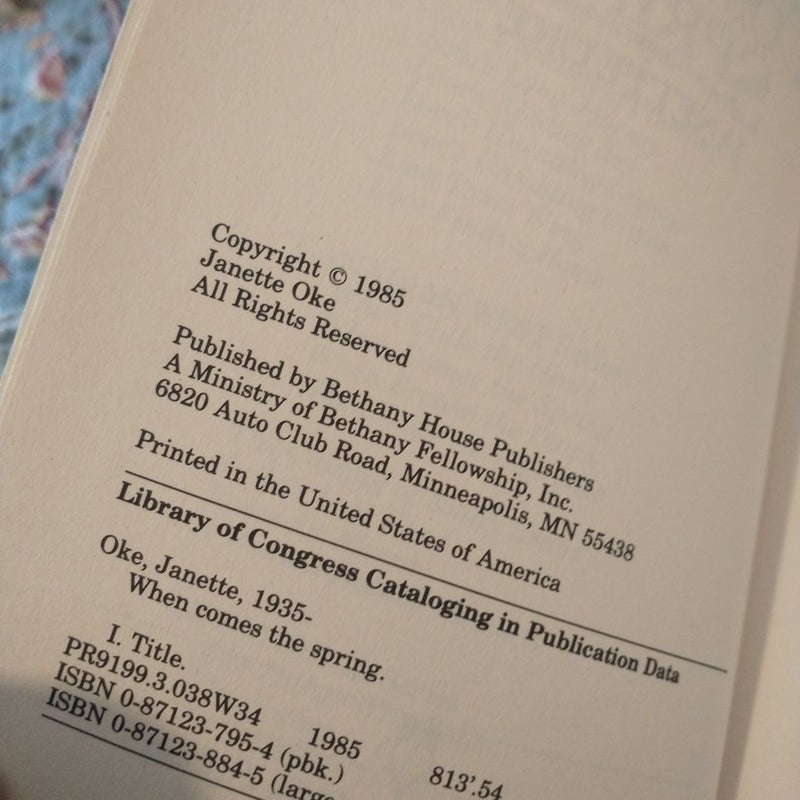 Copyright © 1985
Janette Oke
All Rights Reserved
Published by Bethany House Publishers
A Ministry of Bethany Fellowship, Inc.
6820 Auto Club Road, Minneapolis, MN 55438
Printed in the United States of America
Library of Congress Cataloging in Publication Data
Oke, Janette, 1935-
When comes the spring.
I. Title.
PR9199.3.038W34 1985 813'.54
ISBN 0-87123-795-4 (pbk.)
ISBN 0-87123-884-5 (large